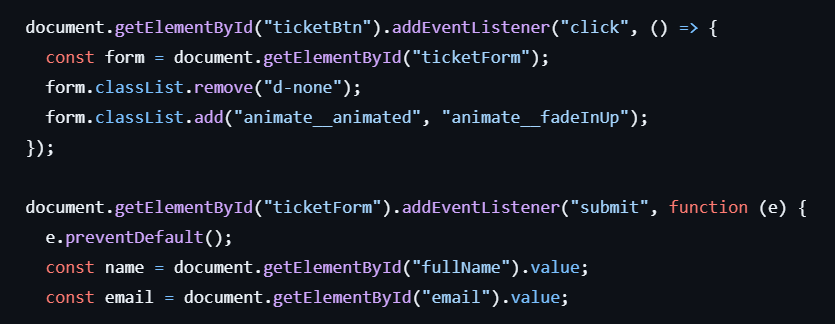 document.getElementById("ticketBtn").addEventListener("click", () => {
  const form = document.getElementById("ticketForm");
  form.classList.remove("d-none");
  form.classList.add("animate__animated", "animate__fadeInUp");
});

document.getElementById("ticketForm").addEventListener("submit", function (e) {
  e.preventDefault();
  const name = document.getElementById("fullName").value;
  const email = document.getElementById("email").value;